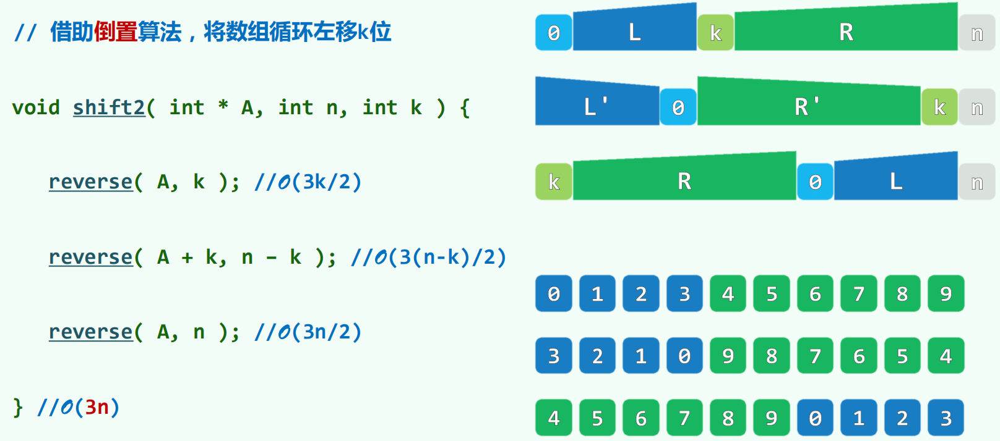 // 借助倒置算法，将数组循环左移k位
void shift2( int * A, int n, int k ) {
reverse( A, k ); //O(3k/2)
reverse( A + k, n − k ); //O(3(n-k)/2)
reverse( A, n ); //O(3n/2)
} //O(3n)
0 L k R n
L' 0 R' k n
k R 0 L n
0 1 2 3 4 5 6 7 8 9
3 2 1 0 9 8 7 6 5 4
4 5 6 7 8 9 0 1 2 3